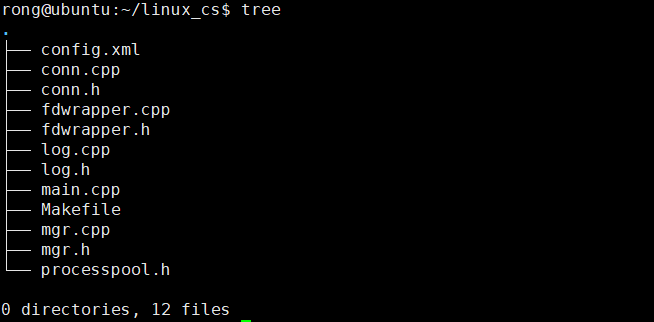 rong@ubuntu:~/linux_cs$ tree
.
├── config.xml
├── conn.cpp
├── conn.h
├── fdwrapper.cpp
├── fdwrapper.h
├── log.cpp
├── log.h
├── main.cpp
├── Makefile
├── mgr.cpp
├── mgr.h
└── processpool.h
0 directories, 12 files